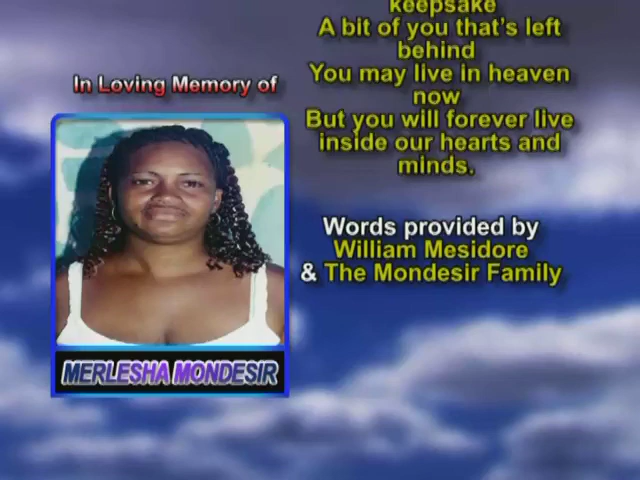 keepsake
A bit of you that's left
behind
You may live in heaven
now
But you will forever live
inside our hearts and
minds.
Words provided by
William Mesidore
& The Mondesir Family
In Loving Memory of
MERLESHA MONDESIR